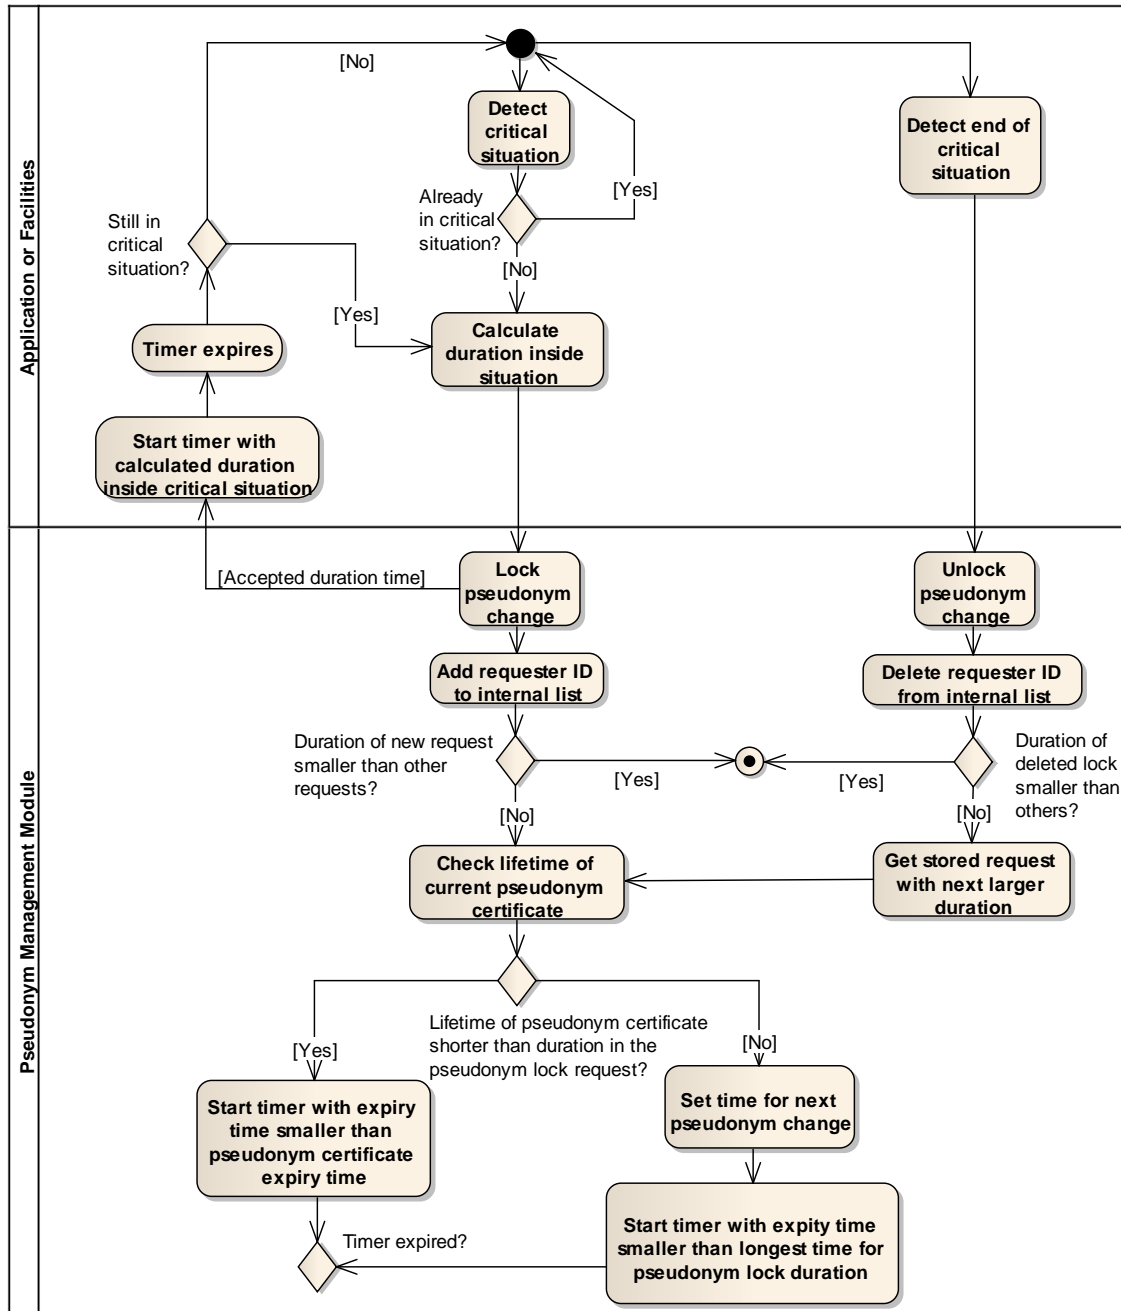 Application or Facilities
[No]
Detect
critical
situation
Detect end of
critical
situation
Already
in critical
situation?
[Yes]
Still in
critical
situation?
[No]
[Yes]
Calculate
duration inside
situation
Timer expires
Start timer with
calculated duration
inside critical situation
Pseudonym Management Module
[Accepted duration time]
Lock
pseudonym
change
Unlock
pseudonym
change
Add requester ID
to internal list
Delete requester ID
from internal list
Duration of new request
smaller than other
requests?
[Yes]
[Yes]
Duration of
deleted lock
smaller than
others?
[No]
[No]
Check lifetime of
current pseudonym
certificate
Get stored request
with next larger
duration
Lifetime of pseudonym certificate
shorter than duration in the
pseudonym lock request?
[Yes]
[No]
Start timer with expiry
time smaller than
pseudonym certificate
expiry time
Set time for next
pseudonym change
Start timer with expity time
smaller than longest time for
pseudonym lock duration
Timer expired?